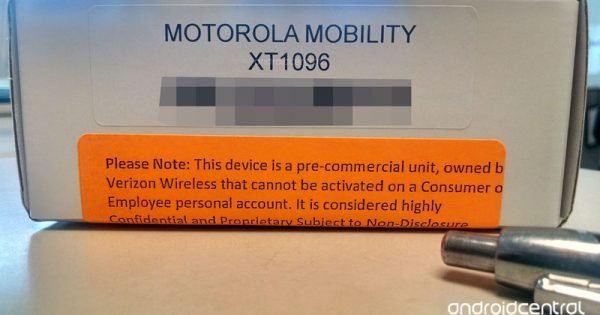 MOTOROLA MOBILITY
XT1096
Please Note: This device is a pre-commercial unit, owned b
Verizon Wireless that cannot be activated on a Consumer o
Employee personal account. It is considered highly
Confidential and Proprietary Subject to Non-Disclosure
androidcentral